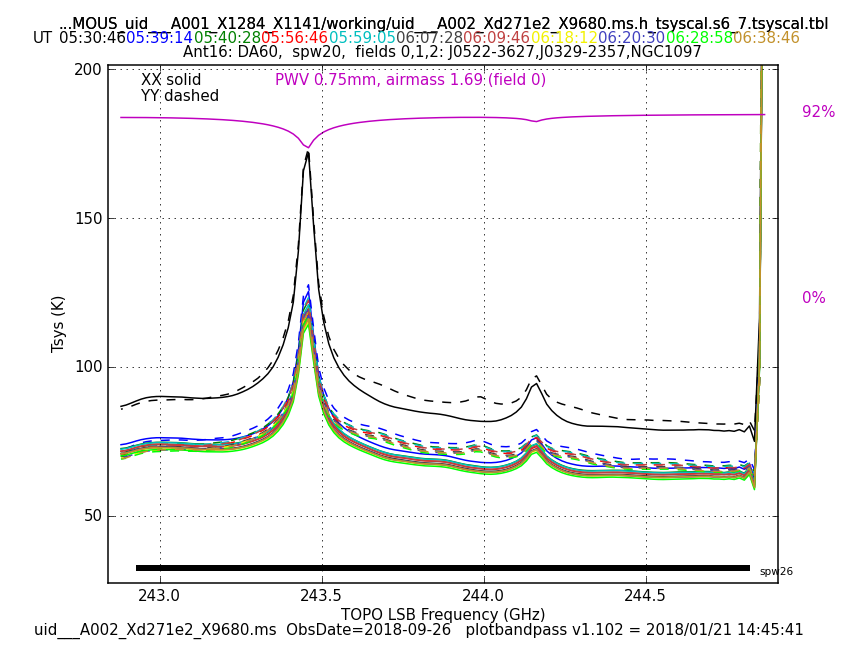 ...MOUS_uid___A001_X1284_X1141/working/uid___A002_Xd271e2_X9680.ms.h_tsyscal.s6_7.tsyscal.tbl
UT 05:30:46 05:39:14 05:40:28 05:56:46 05:59:05 06:07:28 06:09:46 06:18:12 06:20:30 06:28:58 06:38:46
Ant16: DA60, spw20, fields 0,1,2: J0522-3627,J0329-2357,NGC1097
200
XX solid
PWV 0.75mm, airmass 1.69 (field 0)
YY dashed
92%
150
0%
Tsys (K)
100
50
spw26
243.0 243.5 244.0 244.5
TOPO LSB Frequency (GHz)
uid___A002_Xd271e2_X9680.ms ObsDate=2018-09-26 plotbandpass v1.102 = 2018/01/21 14:45:41